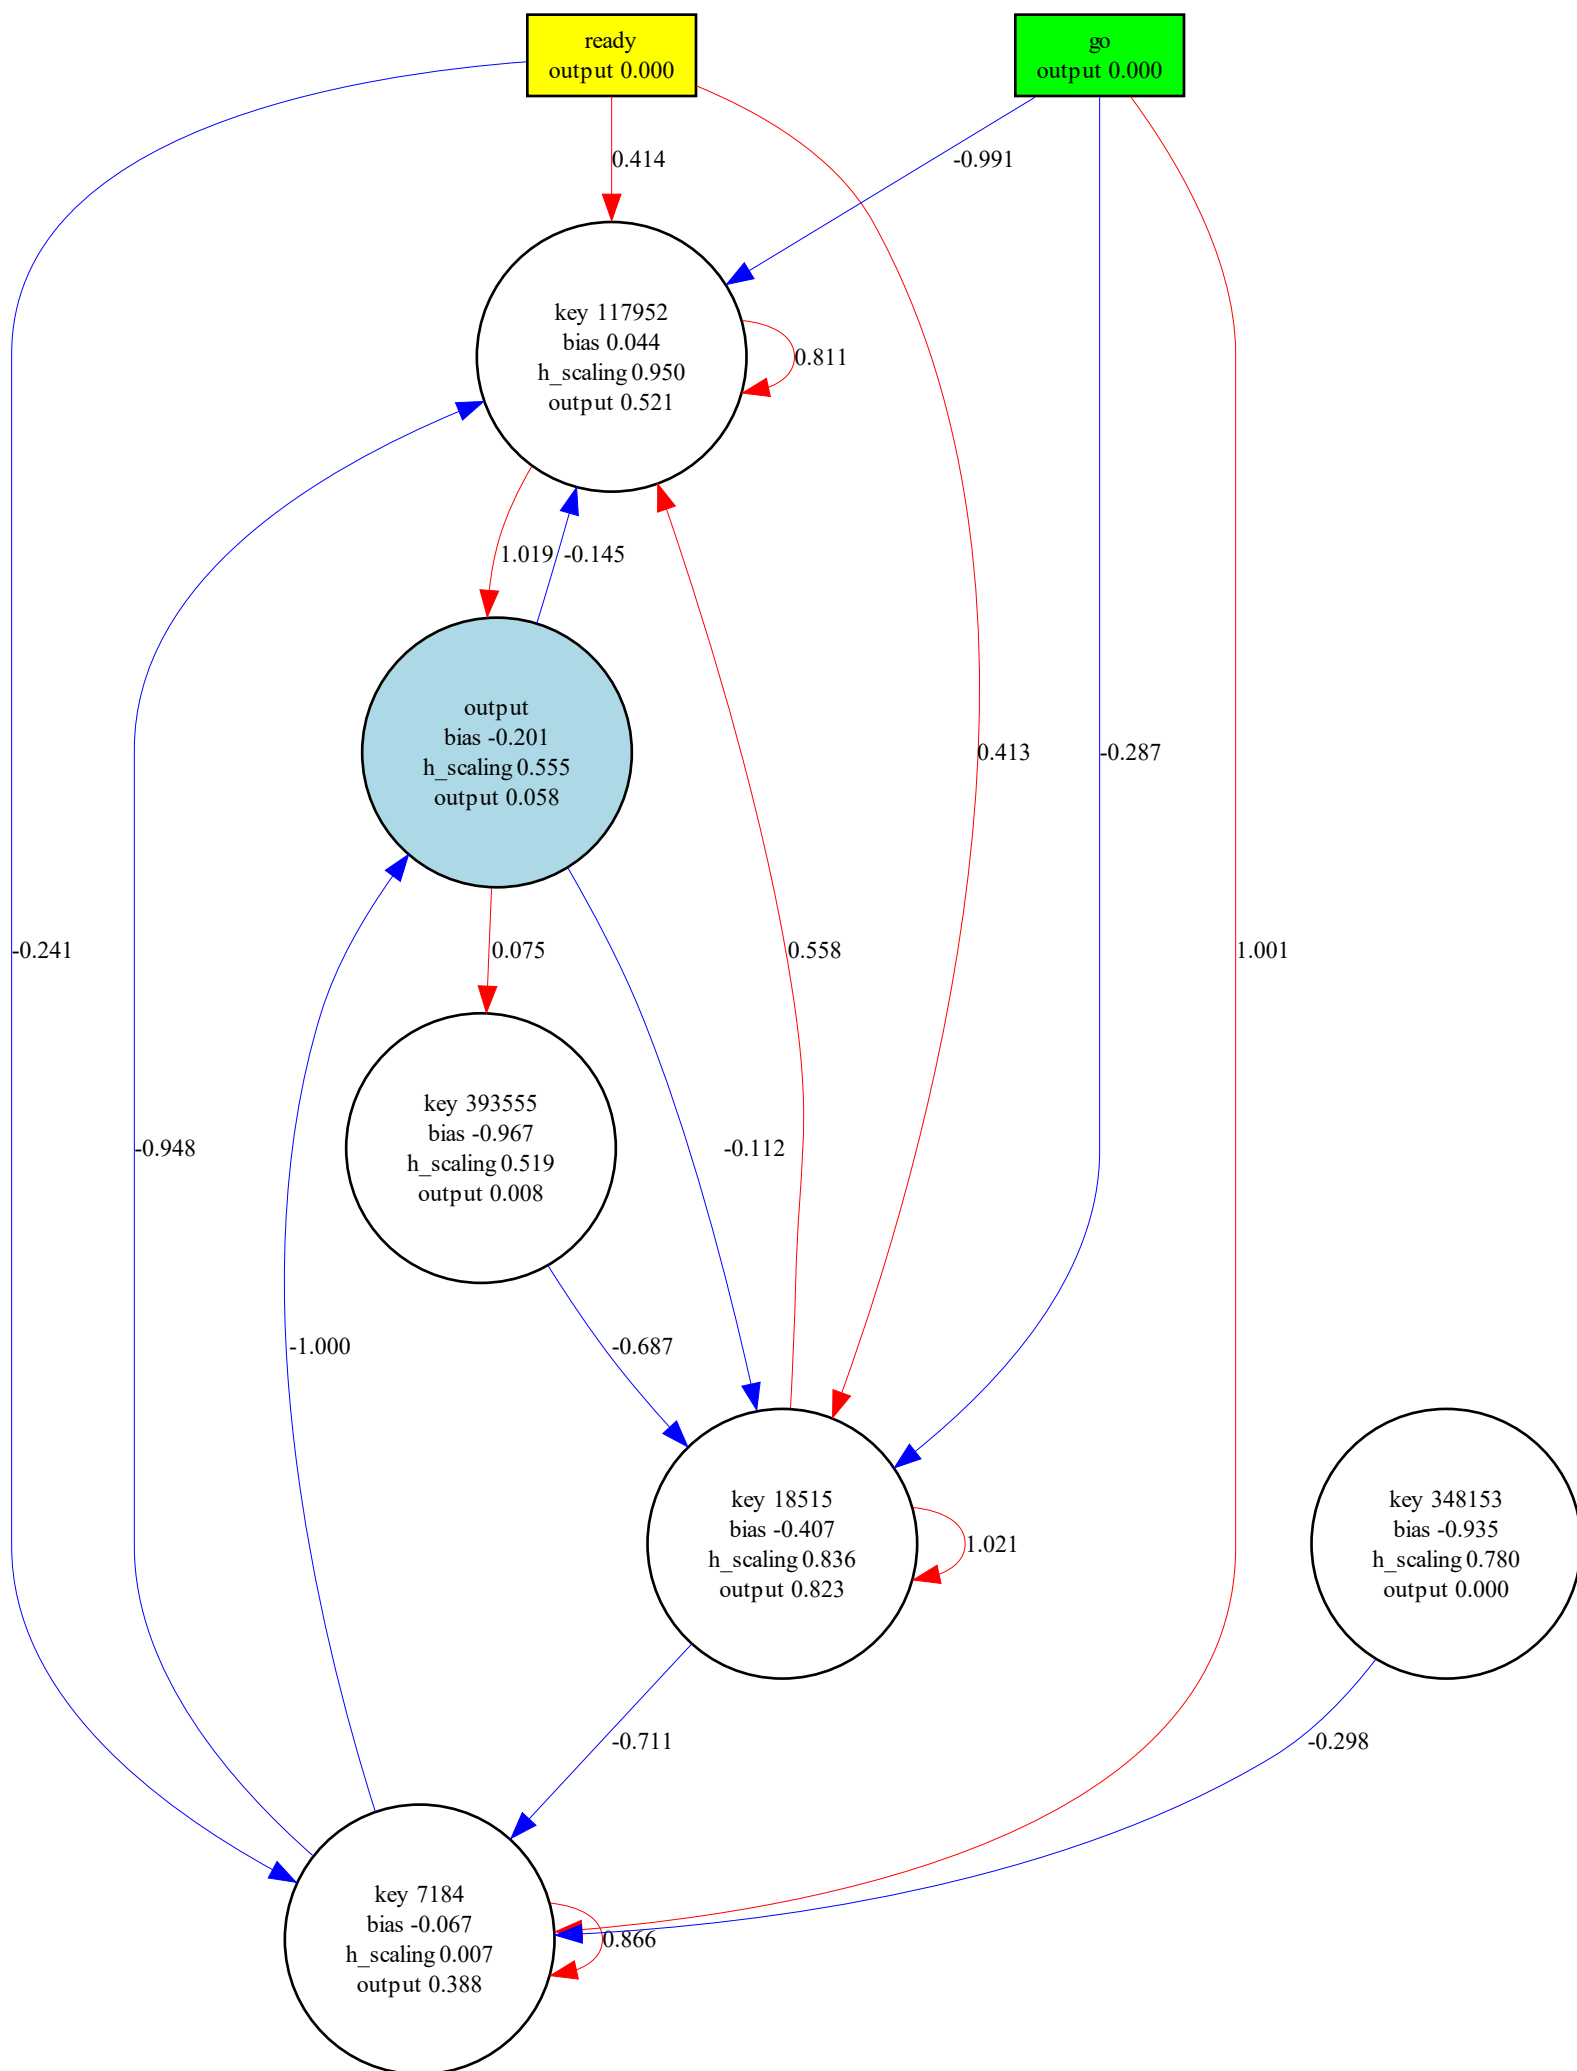 ready
output 0.000
go
output 0.000
0.414
-0.991
key 117952
bias 0.044
h_scaling 0.950
output 0.521
0.811
1.019
-0.145
output
bias -0.201
h_scaling 0.555
output 0.058
0.413
-0.287
-0.241
0.075
0.558
1.001
key 393555
bias -0.967
h_scaling 0.519
output 0.008
-0.948
-0.112
-1.000
-0.687
key 18515
bias -0.407
h_scaling 0.836
output 0.823
1.021
key 348153
bias -0.935
h_scaling 0.780
output 0.000
-0.711
-0.298
key 7184
bias -0.067
h_scaling 0.007
output 0.388
0.866